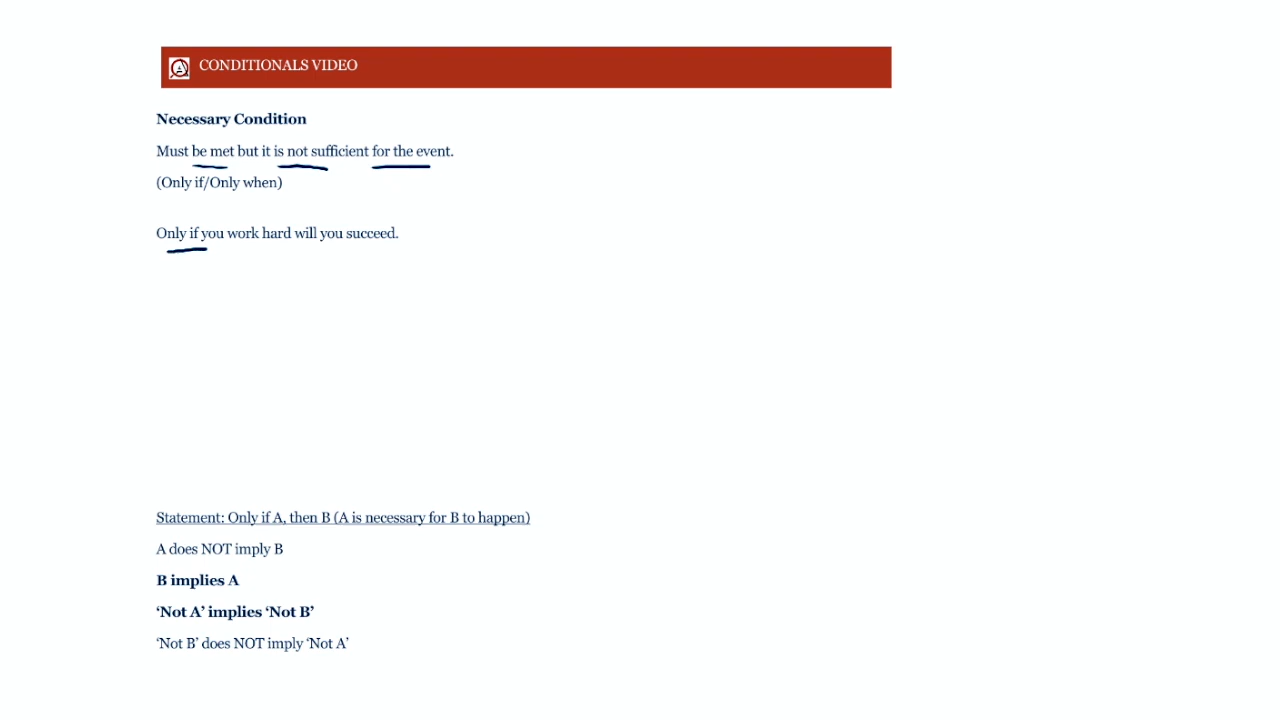 CONDITIONALS VIDEO
Necessary Condition
Must be met but it is not sufficient for the event.
(Only if/Only when)
Only if you work hard will you succeed.
Statement: Only if A, then B (A is necessary for B to happen)
A does NOT imply B
B implies A
‘Not A’ implies ‘Not B’
‘Not B’ does NOT imply ‘Not A’